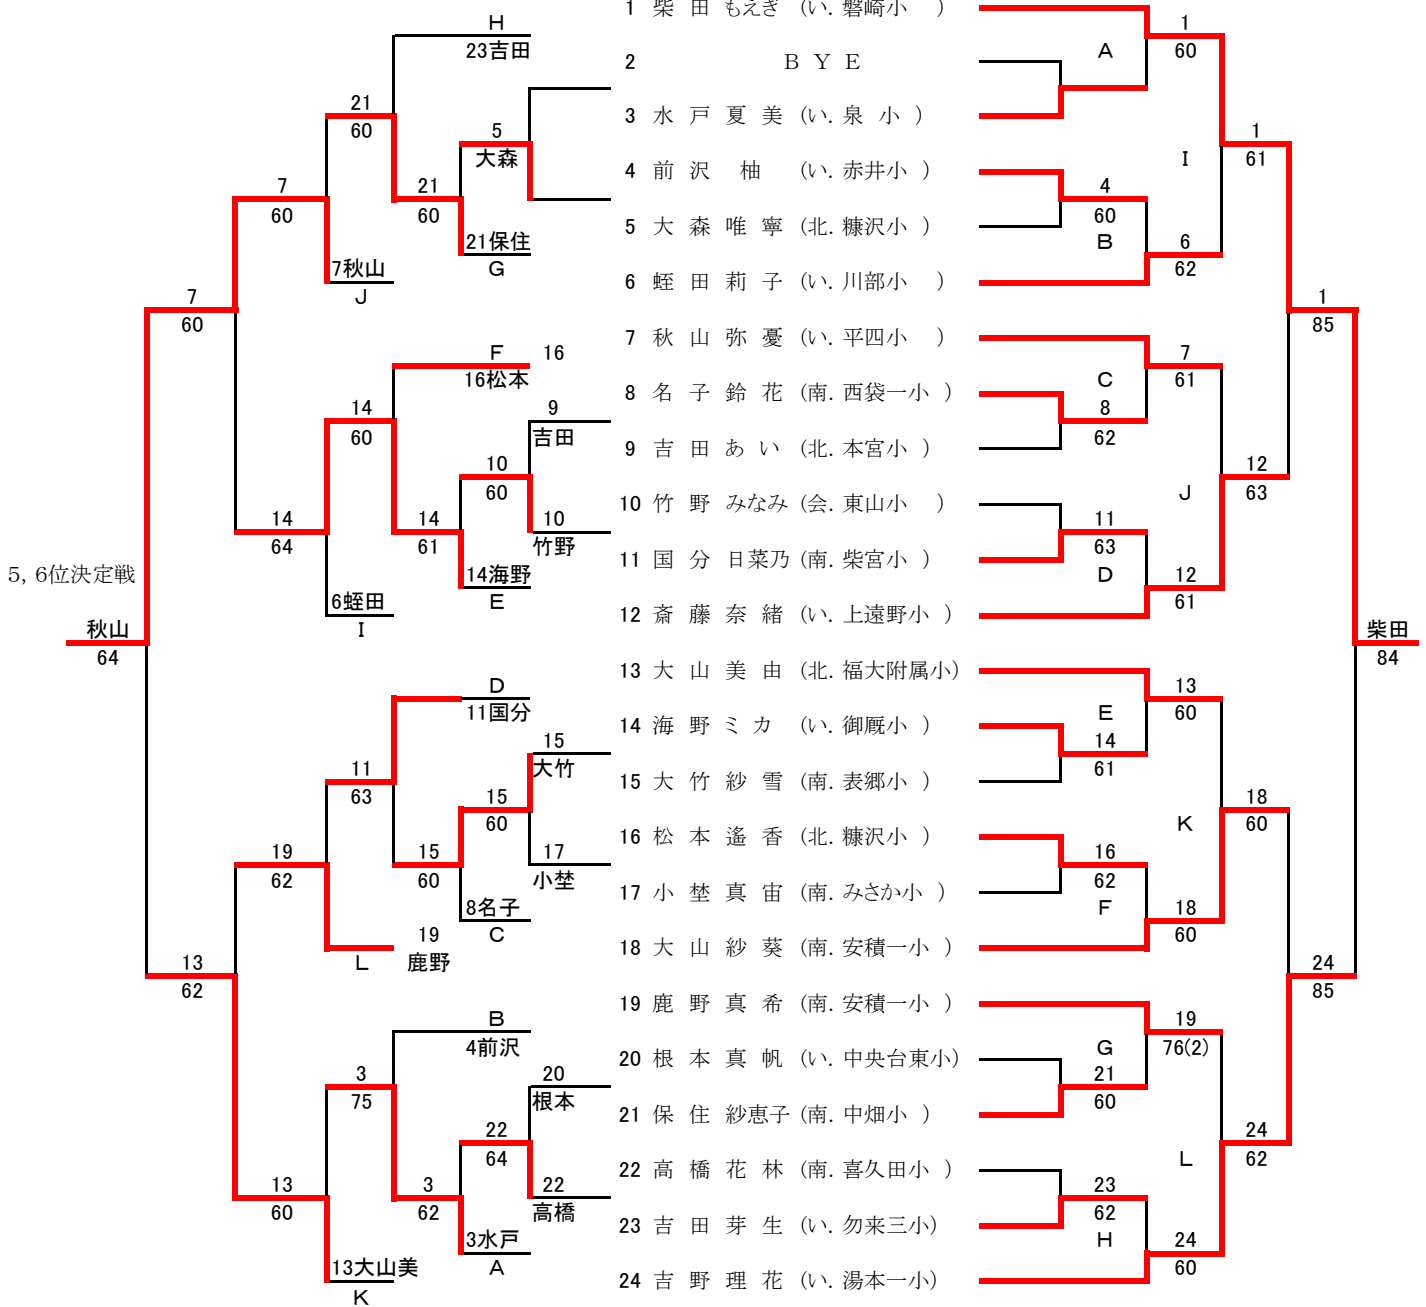 1 柴 田 もえぎ (い. 磐崎小 )
2 B Y E
3 水 戸 夏 美 (い. 泉 小 )
4 前 沢 柚 (い. 赤井小 )
5 大 森 唯 寧 (北. 糠沢小 )
6 蛭 田 莉 子 (い. 川部小 )
7 秋 山 弥 憂 (い. 平四小 )
8 名 子 鈴 花 (南. 西袋一小 )
9 吉 田 あ い (北. 本宮小 )
10 竹 野 みなみ (会. 東山小 )
11 国 分 日菜乃 (南. 柴宮小 )
12 斎 藤 奈 緒 (い. 上遠野小 )
13 大 山 美 由 (北. 福大附属小)
14 海 野 ミ カ (い. 御厩小 )
15 大 竹 紗 雪 (南. 表郷小 )
16 松 本 遙 香 (北. 糠沢小 )
17 小 埜 真 宙 (南. みさか小 )
18 大 山 紗 葵 (南. 安積一小 )
19 鹿 野 真 希 (南. 安積一小 )
20 根 本 真 帆 (い. 中央台東小)
21 保 住 紗恵子 (南. 中畑小 )
22 高 橋 花 林 (南. 喜久田小 )
23 吉 田 芽 生 (い. 勿来三小)
24 吉 野 理 花 (い. 湯本一小)
H
23吉田
21
60
5
大森
7
60
21
60
21保住
G
7秋山
J
7
60
F 16
16松本
14
60
9
吉田
10
60
14
64
14
61
10
竹野
14海野
E
5, 6位決定戦
6蛭田
I
秋山
64
D
11国分
15
大竹
11
63
15
60
19
62
15
60
17
小埜
8名子
C
L
19
鹿野
13
62
B
4前沢
3
75
20
根本
22
64
13
60
3
62
22
高橋
3水戸
A
13大山美
K
A
1
60
I
1
61
4
60
B
6
62
1
85
C
8
62
7
61
J
12
63
11
63
D
12
61
柴田
84
E
14
61
13
60
K
18
60
16
62
F
18
60
24
85
G
21
60
19
76(2)
L
24
62
23
62
H
24
60